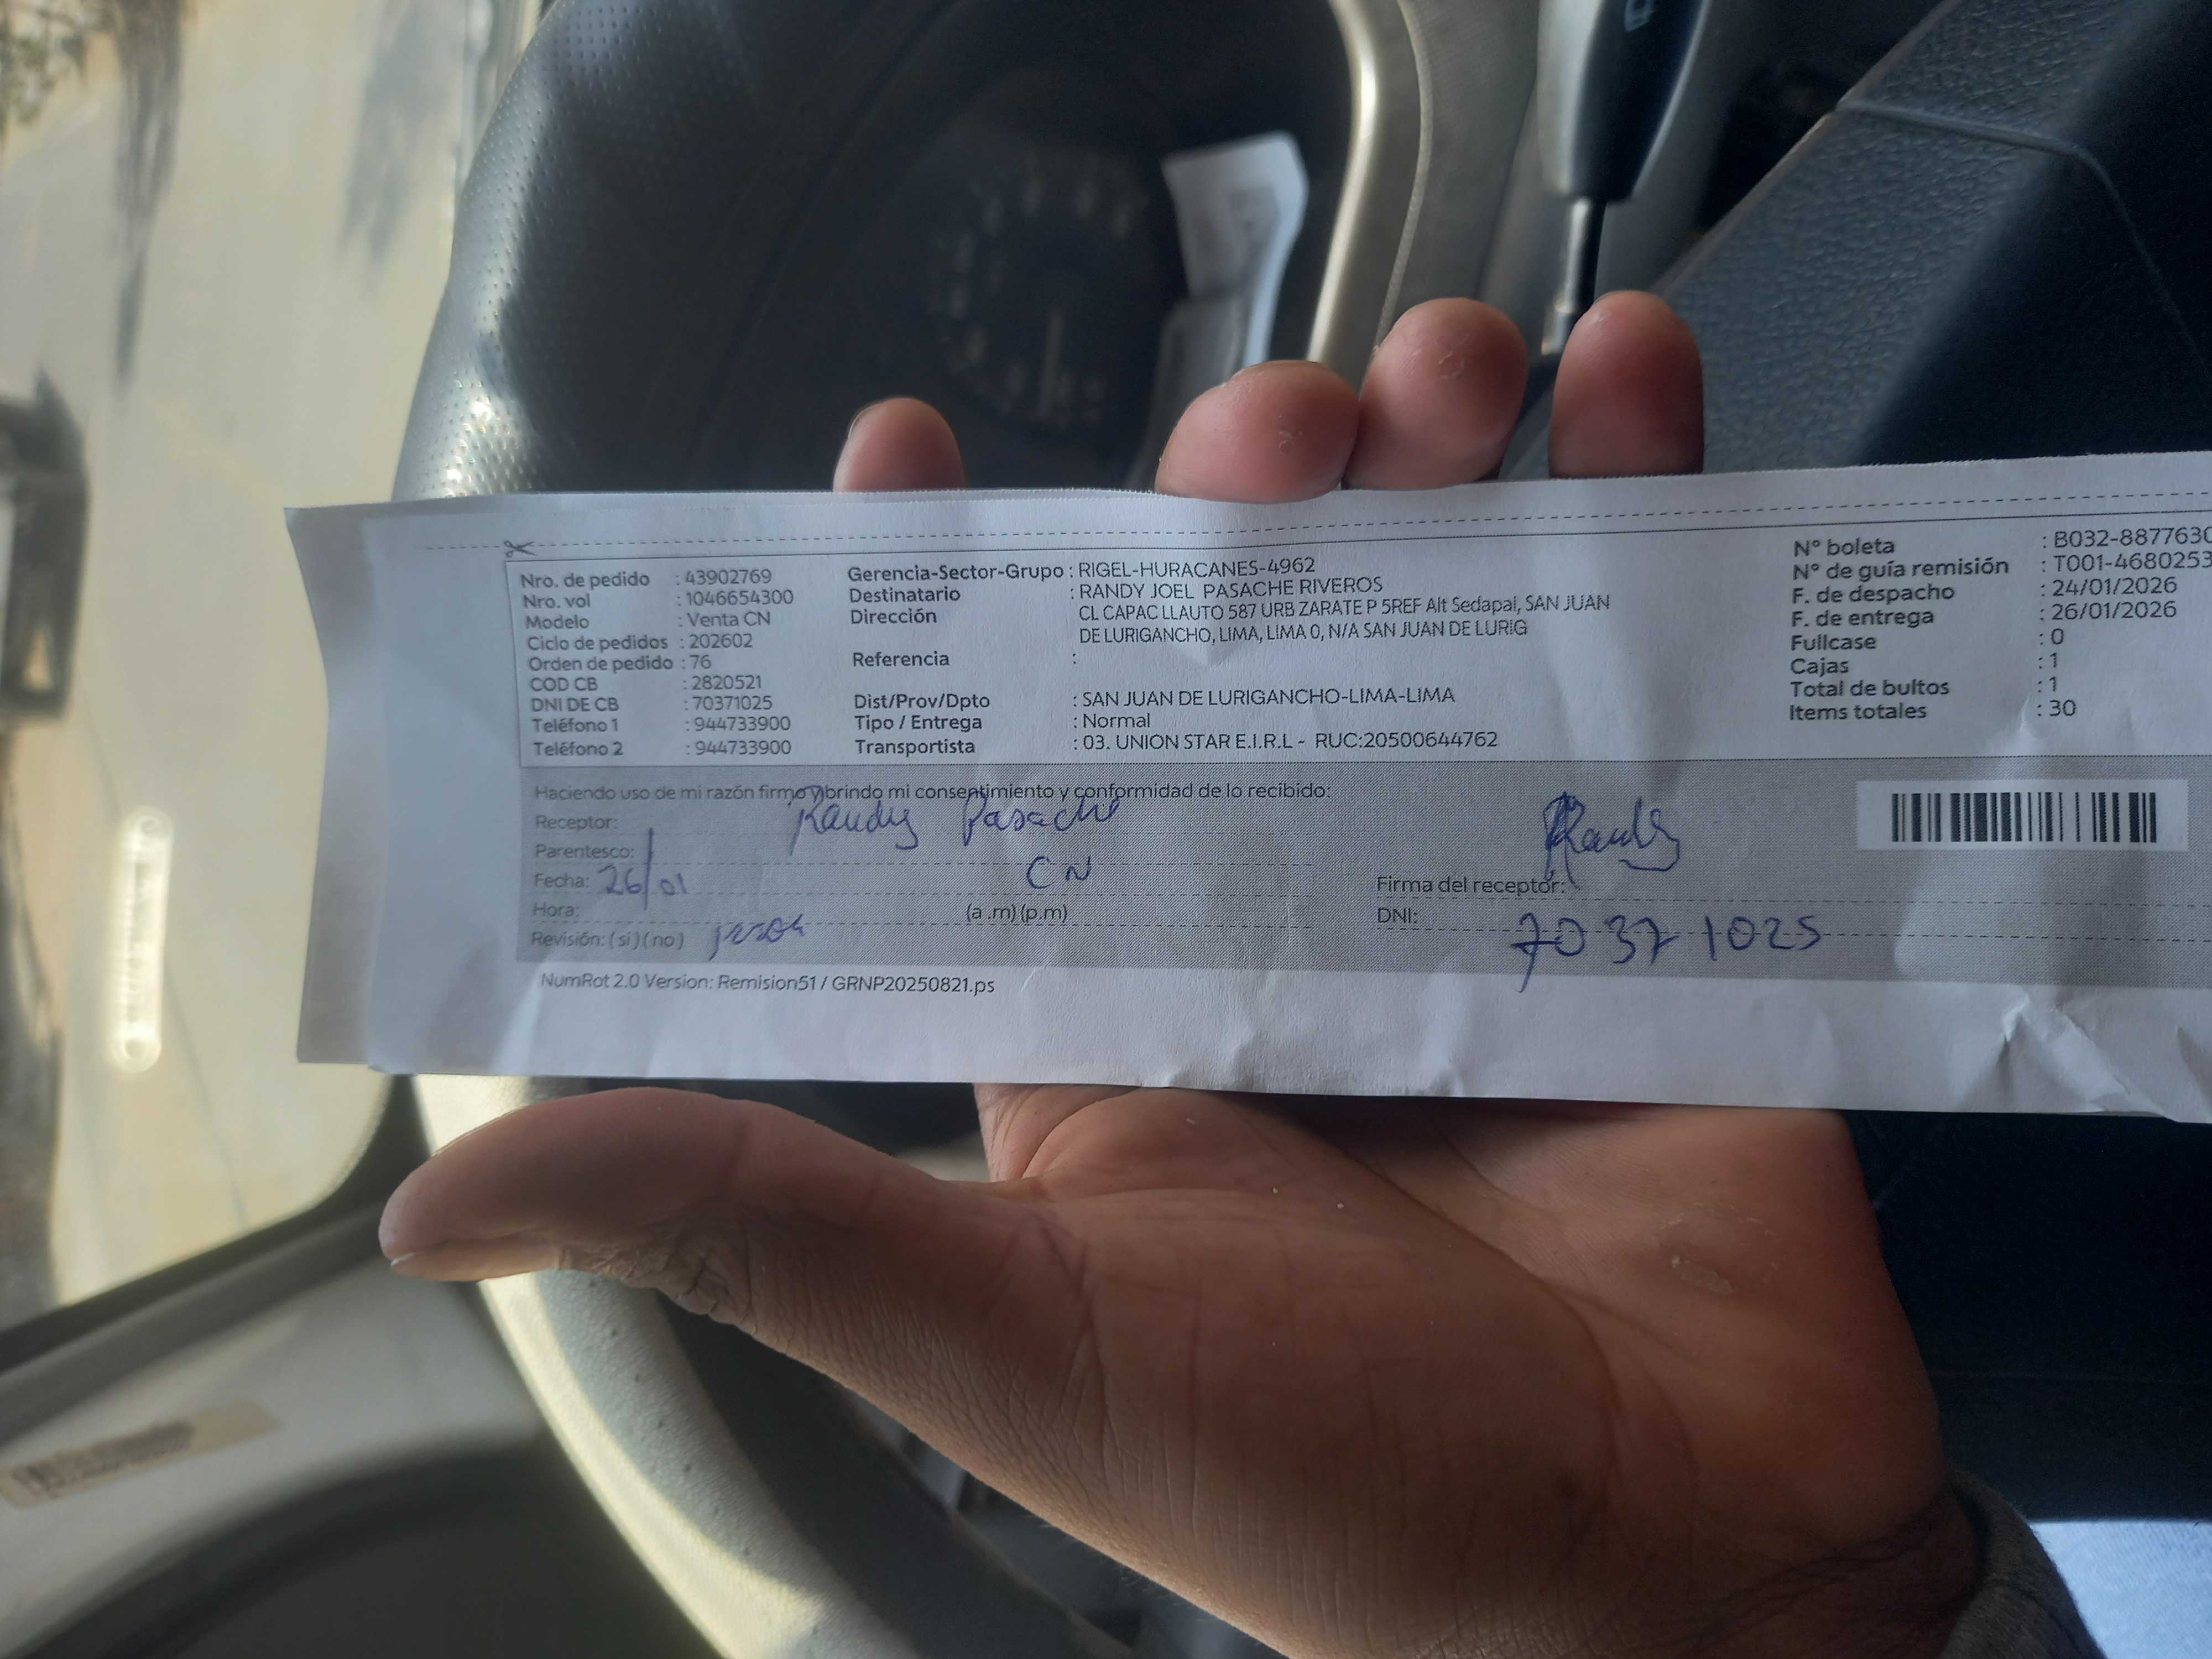 Nro. de pedido : 43902769
Nro. vol : 1046654300
Modelo : Venta CN
Ciclo de pedidos : 202602
Orden de pedido : 76
COD CB : 2820521
DNI DE CB : 70371025
Teléfono 1 : 944733900
Teléfono 2 : 944733900
Gerencia-Sector-Grupo : RIGEL-HURACANES-4962
Destinatario : RANDY JOEL PASACHE RIVEROS
Dirección : CL CAPAC LLAUTO 587 URB ZARATE P 5REF Alt Sedapal, SAN JUAN
DE LURIGANCHO, LIMA, LIMA 0, N/A SAN JUAN DE LURIG
Referencia :
Dist/Prov/Dpto : SAN JUAN DE LURIGANCHO-LIMA-LIMA
Tipo / Entrega : Normal
Transportista : 03. UNION STAR E.I.R.L - RUC:20500644762
N° boleta : B032-8877630
N° de guía remisión : T001-4680253
F. de despacho : 24/01/2026
F. de entrega : 26/01/2026
Fullcase : 0
Cajas : 1
Total de bultos : 1
Items totales : 30
Haciendo uso de mi razón firmo y brindo mi consentimiento y conformidad de lo recibido:
Receptor: Randy Pasache
Parentesco: CN
Fecha: 26/01
Hora: (a .m) (p.m)
Revisión: (si) (no)
Randy
Firma del receptor:
DNI: 70371025
NumRot 2.0 Version: Remision51 / GRNP20250821.ps